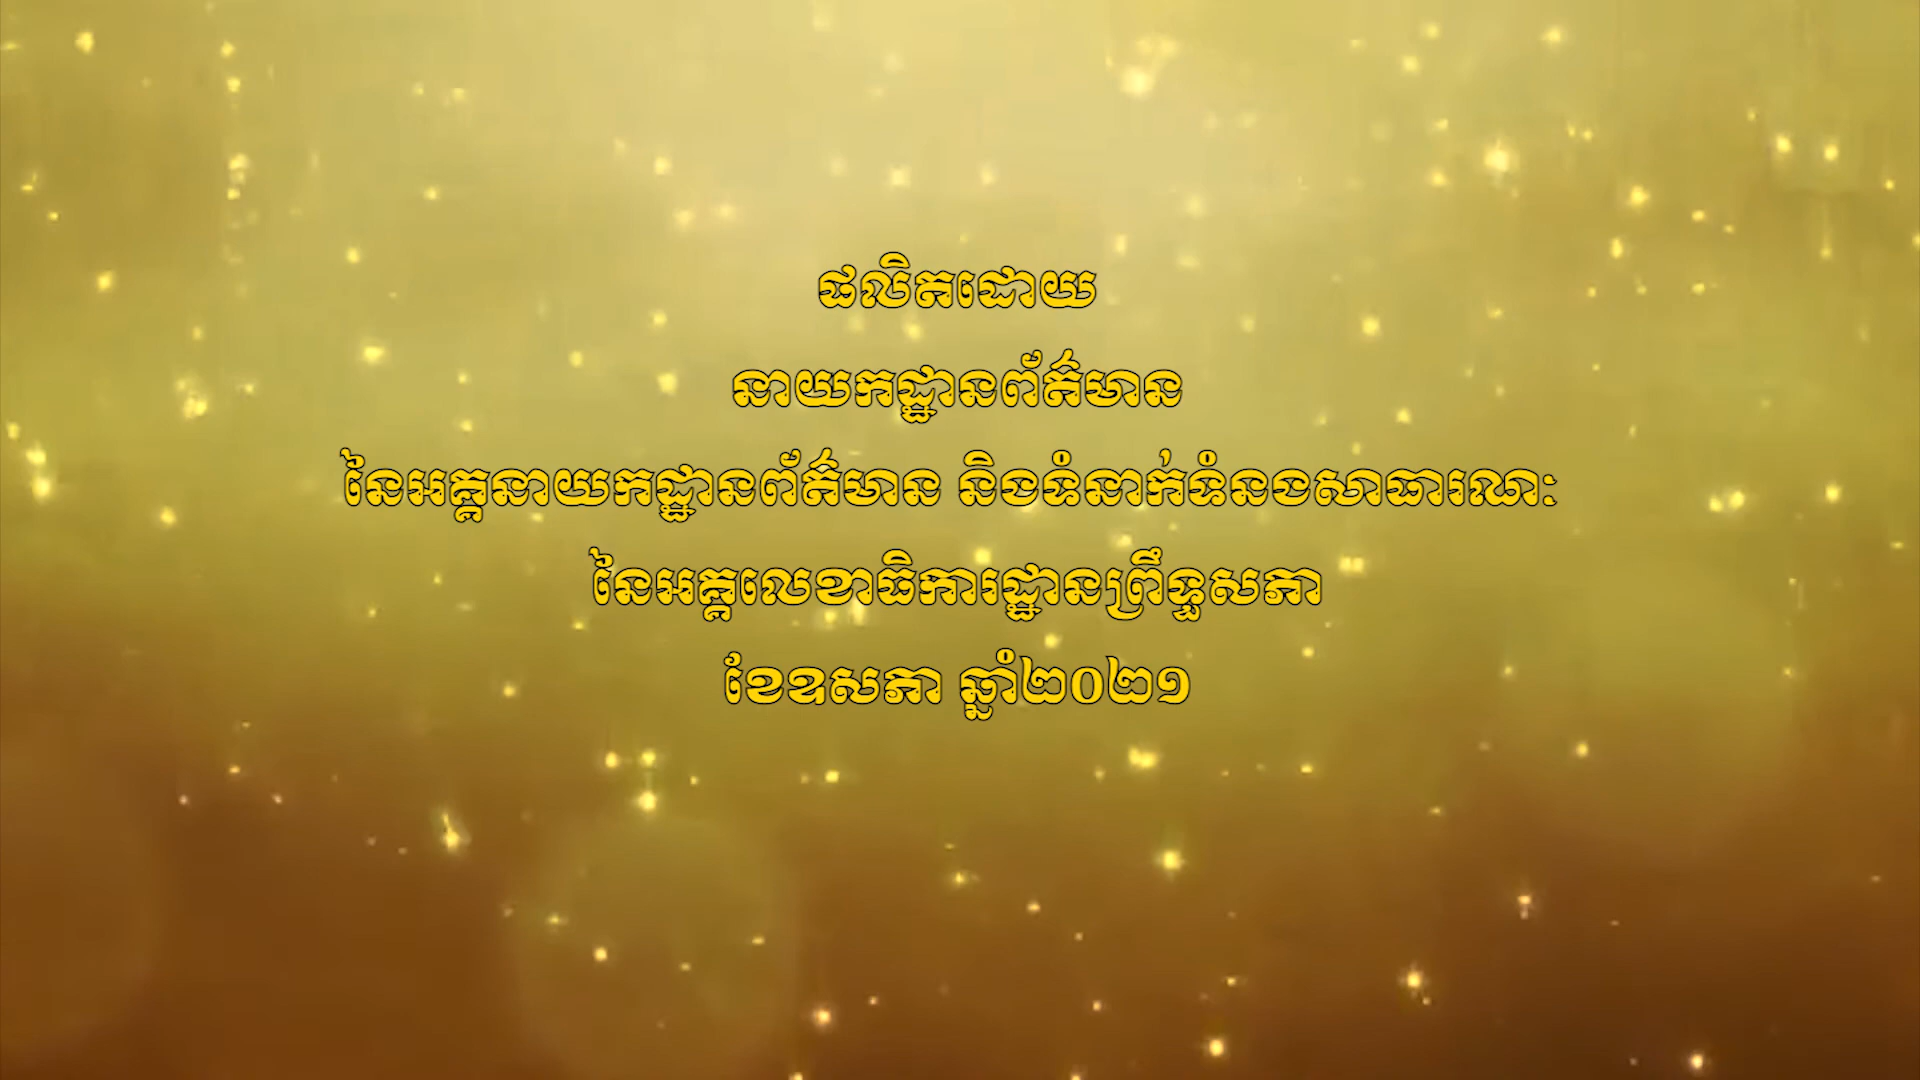 ផលិតដោយ
នាយកដ្ឋានព័ត៌មាន
នៃអគ្គនាយកដ្ឋានព័ត៌មាន និងទំនាក់ទំនងសាធារណៈ
នៃអគ្គលេខាធិការដ្ឋានព្រឹទ្ធសភា
ខែឧសភា ឆ្នាំ២០២១